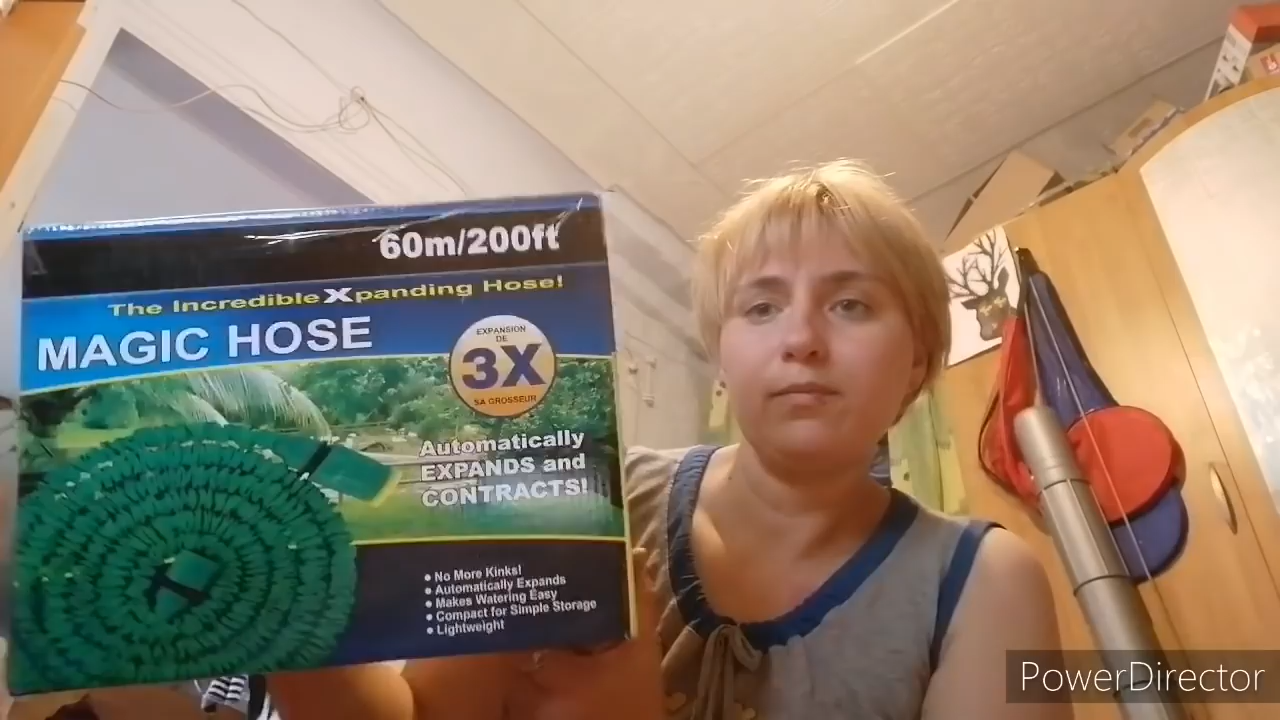 60m/200ft
The Incredible Xpanding Hose!
MAGIC HOSE
EXPANSION
DE
3X
SA GROSSEUR
Automatically
EXPANDS and
CONTRACTS!
• No More Kinks!
• Automatically Expands
• Makes Watering Easy
• Compact for Simple Storage
• Lightweight
PowerDirector